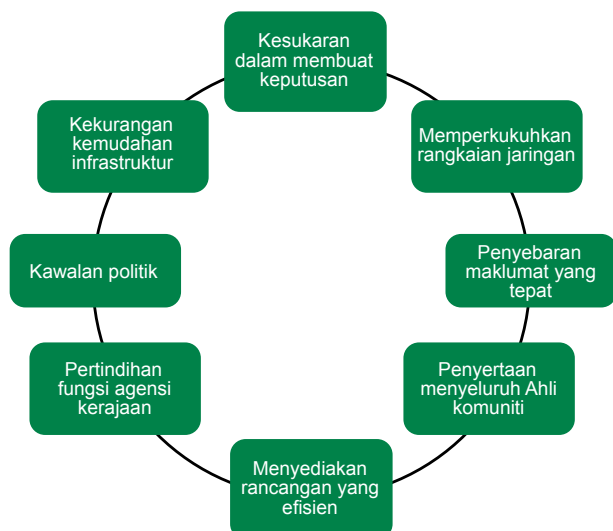 Kesukaran
dalam membuat
keputusan
Memperkukuhkan
rangkaian jaringan
Penyebaran
maklumat yang
tepat
Penyertaan
menyeluruh Ahli
komuniti
Menyediakan
rancangan yang
efisien
Pertindihan
fungsi agensi
kerajaan
Kawalan politik
Kekurangan
kemudahan
infrastruktur